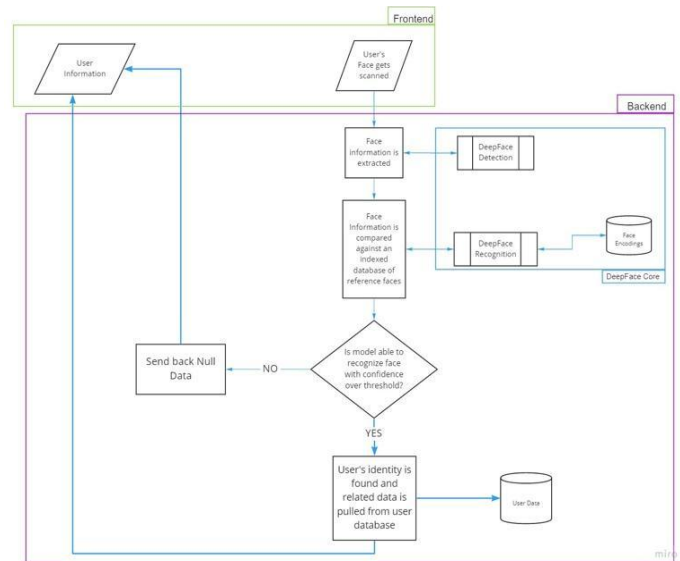 Frontend
User
Information
User's
Face gets
scanned
Backend
Face
information is
extracted
DeepFace
Detection
Face
Information is
compared
against an
indexed
database of
reference faces
DeepFace
Recognition
Face
Encodings
DeepFace Core
Is model able to
recognize face
with confidence
over threshold?
Send back Null
Data
NO
YES
User's identity is
found and
related data is
pulled from user
database
User Data
miro